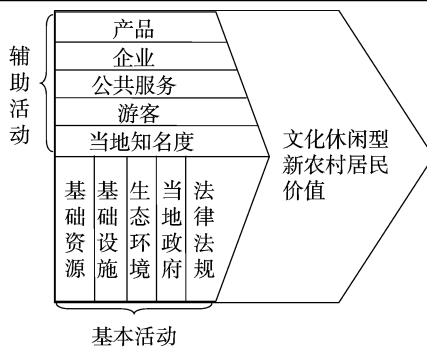 辅助活动
产品
企业
公共服务
游客
当地知名度
基础资源
基础设施
生态环境
当地政府
法律法规
文化休闲型
新农村居民
价值
基本活动